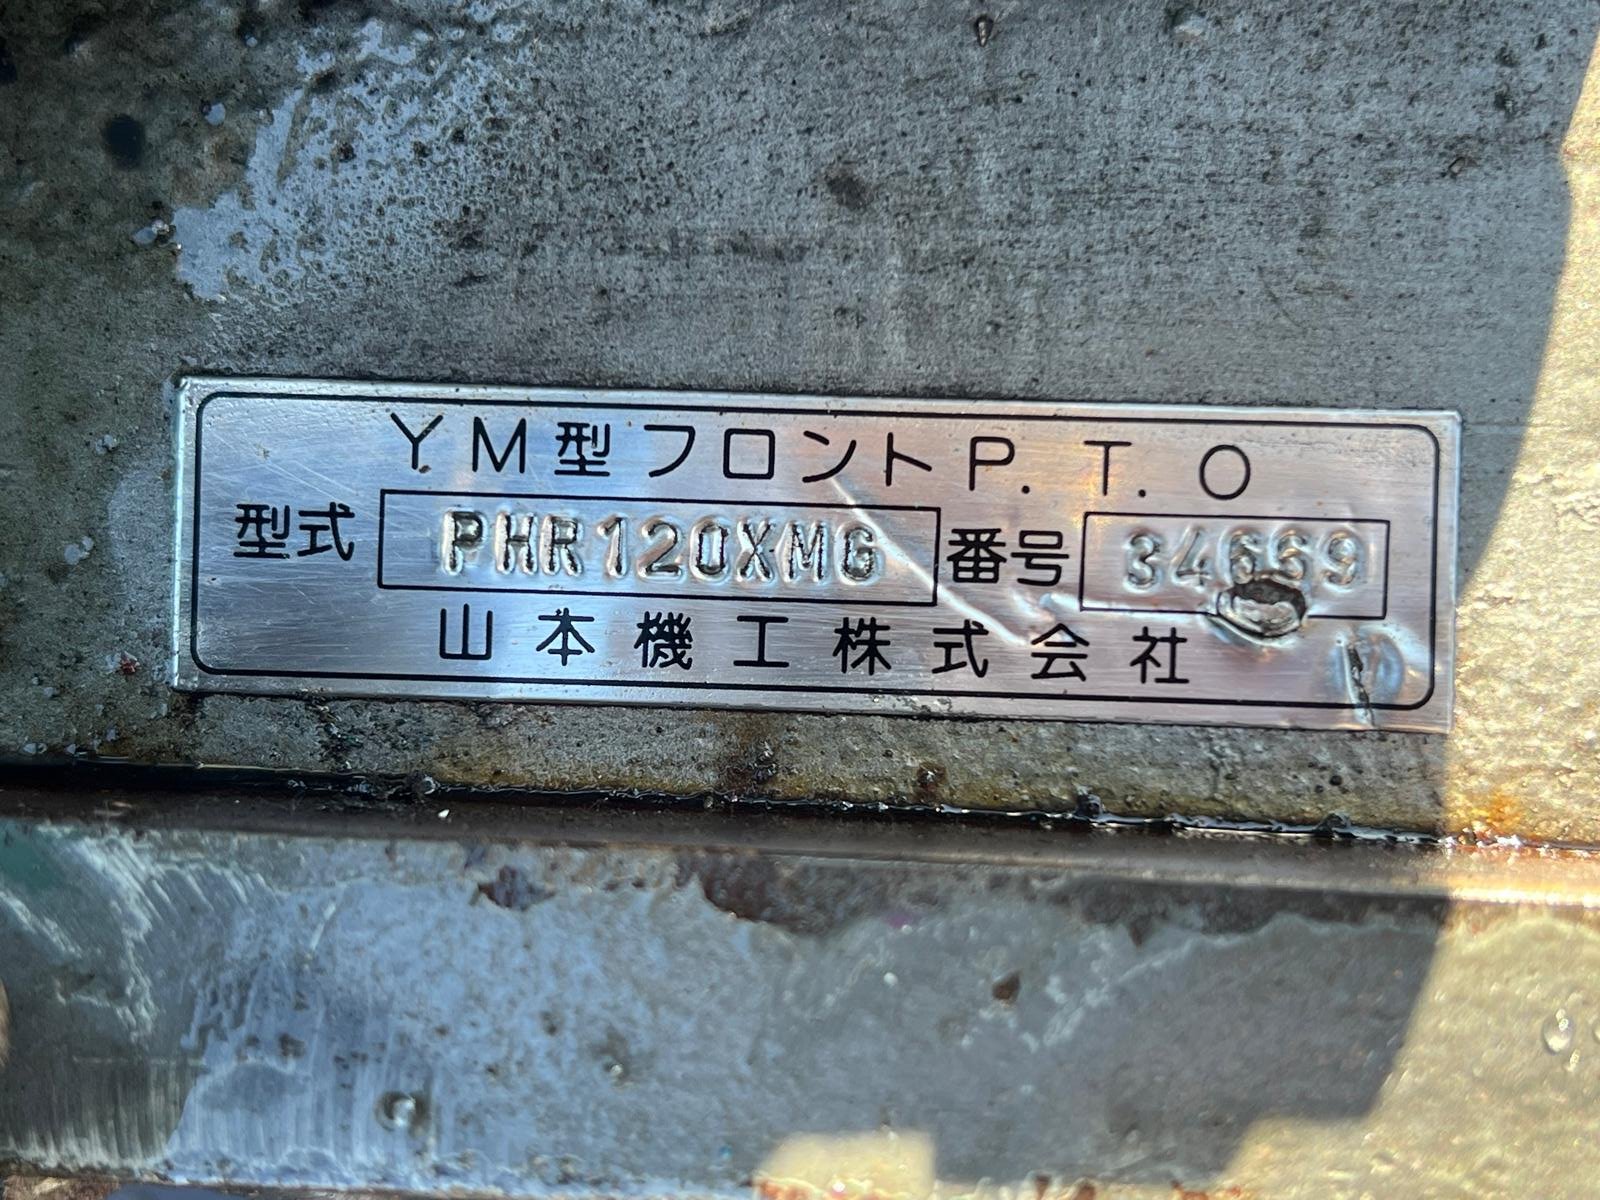 YM型フロントP.T.O
型式 PHR120XMG 番号 34669
山本機工株式会社